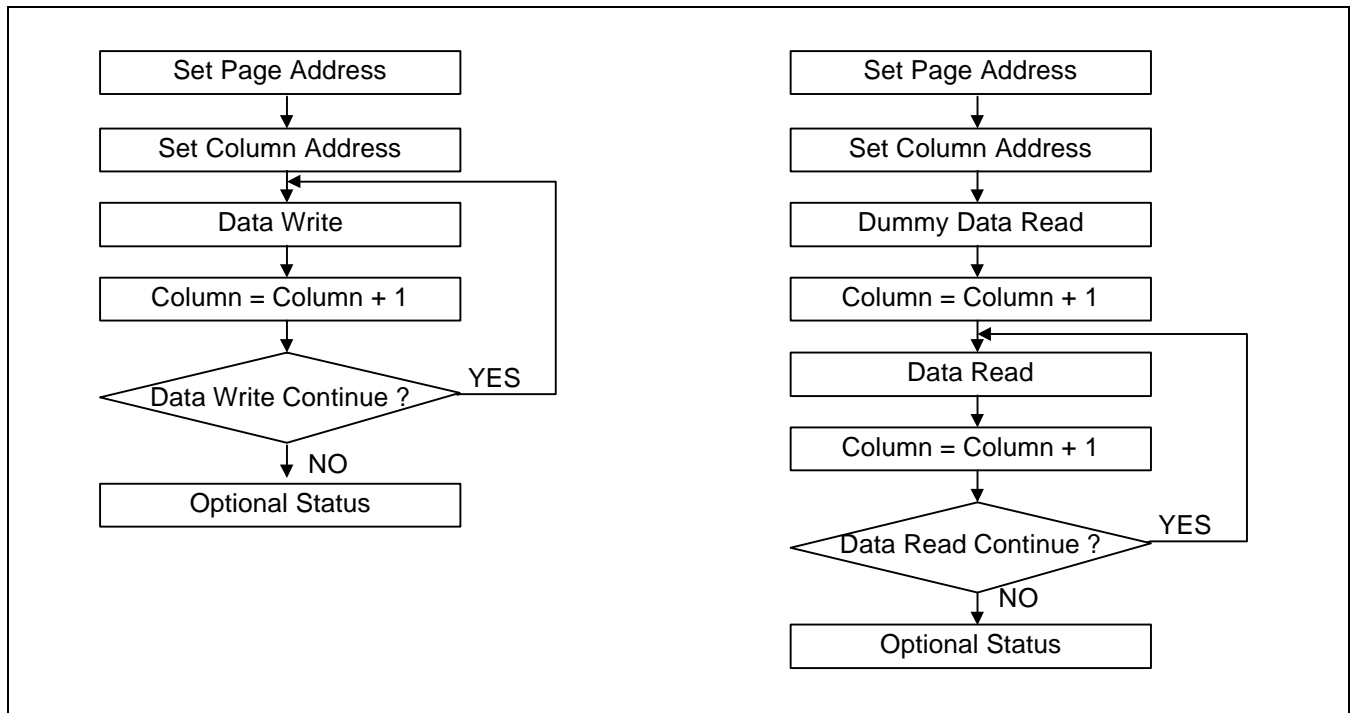 Set Page Address
Set Column Address
Data Write
Column = Column + 1
Data Write Continue ?
YES
NO
Optional Status
Set Page Address
Set Column Address
Dummy Data Read
Column = Column + 1
Data Read
Column = Column + 1
Data Read Continue ?
YES
NO
Optional Status